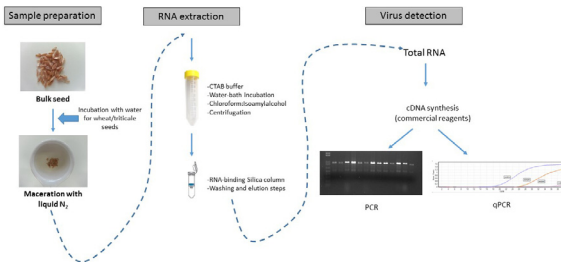 Sample preparation
RNA extraction
Virus detection
Bulk seed
Incubation with water
for wheat/triticale
seeds
Maceration with
liquid N2
-CTAB buffer
-Water-bath incubation
-Chloroform:Isoamylalcohol
-Centrifugation
-RNA-binding Silica column
-Washing and elution steps
Total RNA
cDNA synthesis
(commercial reagents)
PCR
qPCR